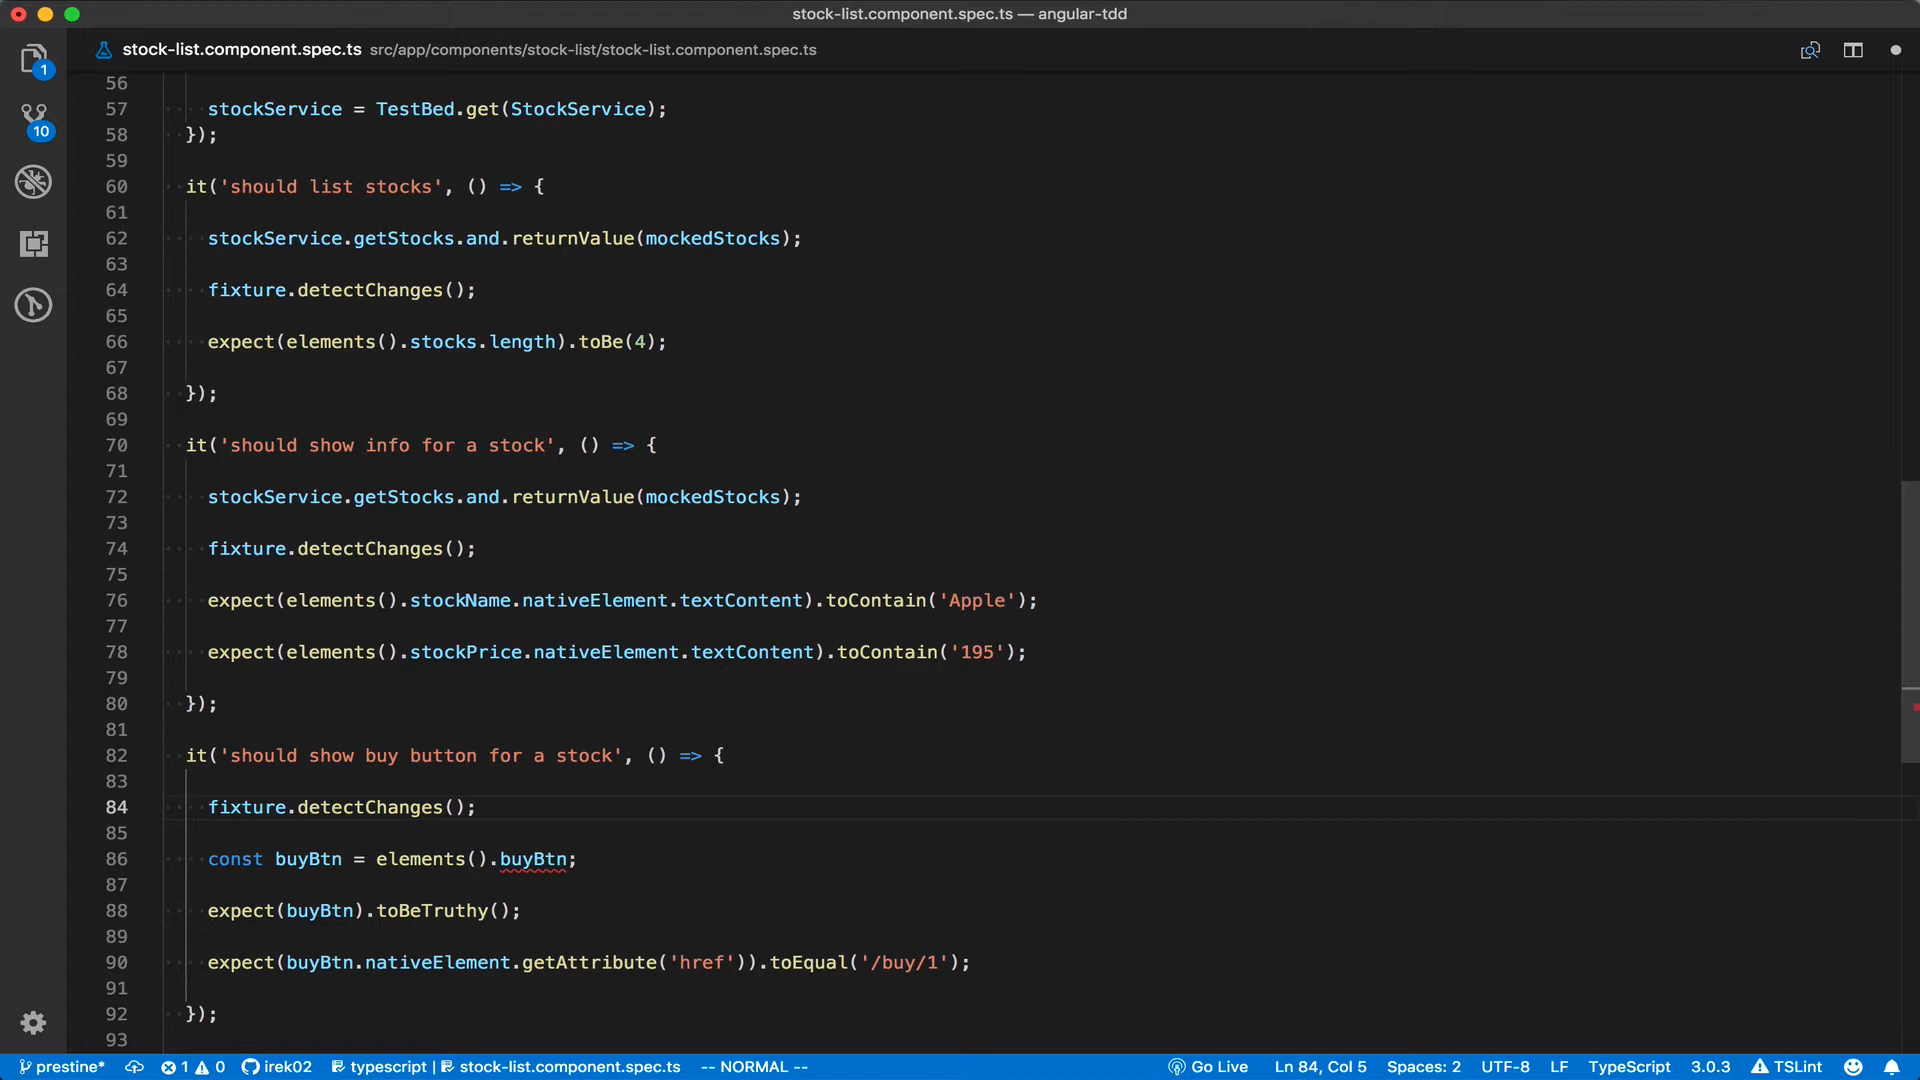 stock-list.component.spec.ts — angular-tdd
stock-list.component.spec.ts src/app/components/stock-list/stock-list.component.spec.ts
1
10
56
57 stockService = TestBed.get(StockService);
58 });
59
60 it('should list stocks', () => {
61
62 stockService.getStocks.and.returnValue(mockedStocks);
63
64 fixture.detectChanges();
65
66 expect(elements().stocks.length).toBe(4);
67
68 });
69
70 it('should show info for a stock', () => {
71
72 stockService.getStocks.and.returnValue(mockedStocks);
73
74 fixture.detectChanges();
75
76 expect(elements().stockName.nativeElement.textContent).toContain('Apple');
77
78 expect(elements().stockPrice.nativeElement.textContent).toContain('195');
79
80 });
81
82 it('should show buy button for a stock', () => {
83
84 fixture.detectChanges();
85
86 const buyBtn = elements().buyBtn;
87
88 expect(buyBtn).toBeTruthy();
89
90 expect(buyBtn.nativeElement.getAttribute('href')).toEqual('/buy/1');
91
92 });
93
prestine* 1 0 irek02 typescript | stock-list.component.spec.ts -- NORMAL -- Go Live Ln 84, Col 5 Spaces: 2 UTF-8 LF TypeScript 3.0.3 TSLint